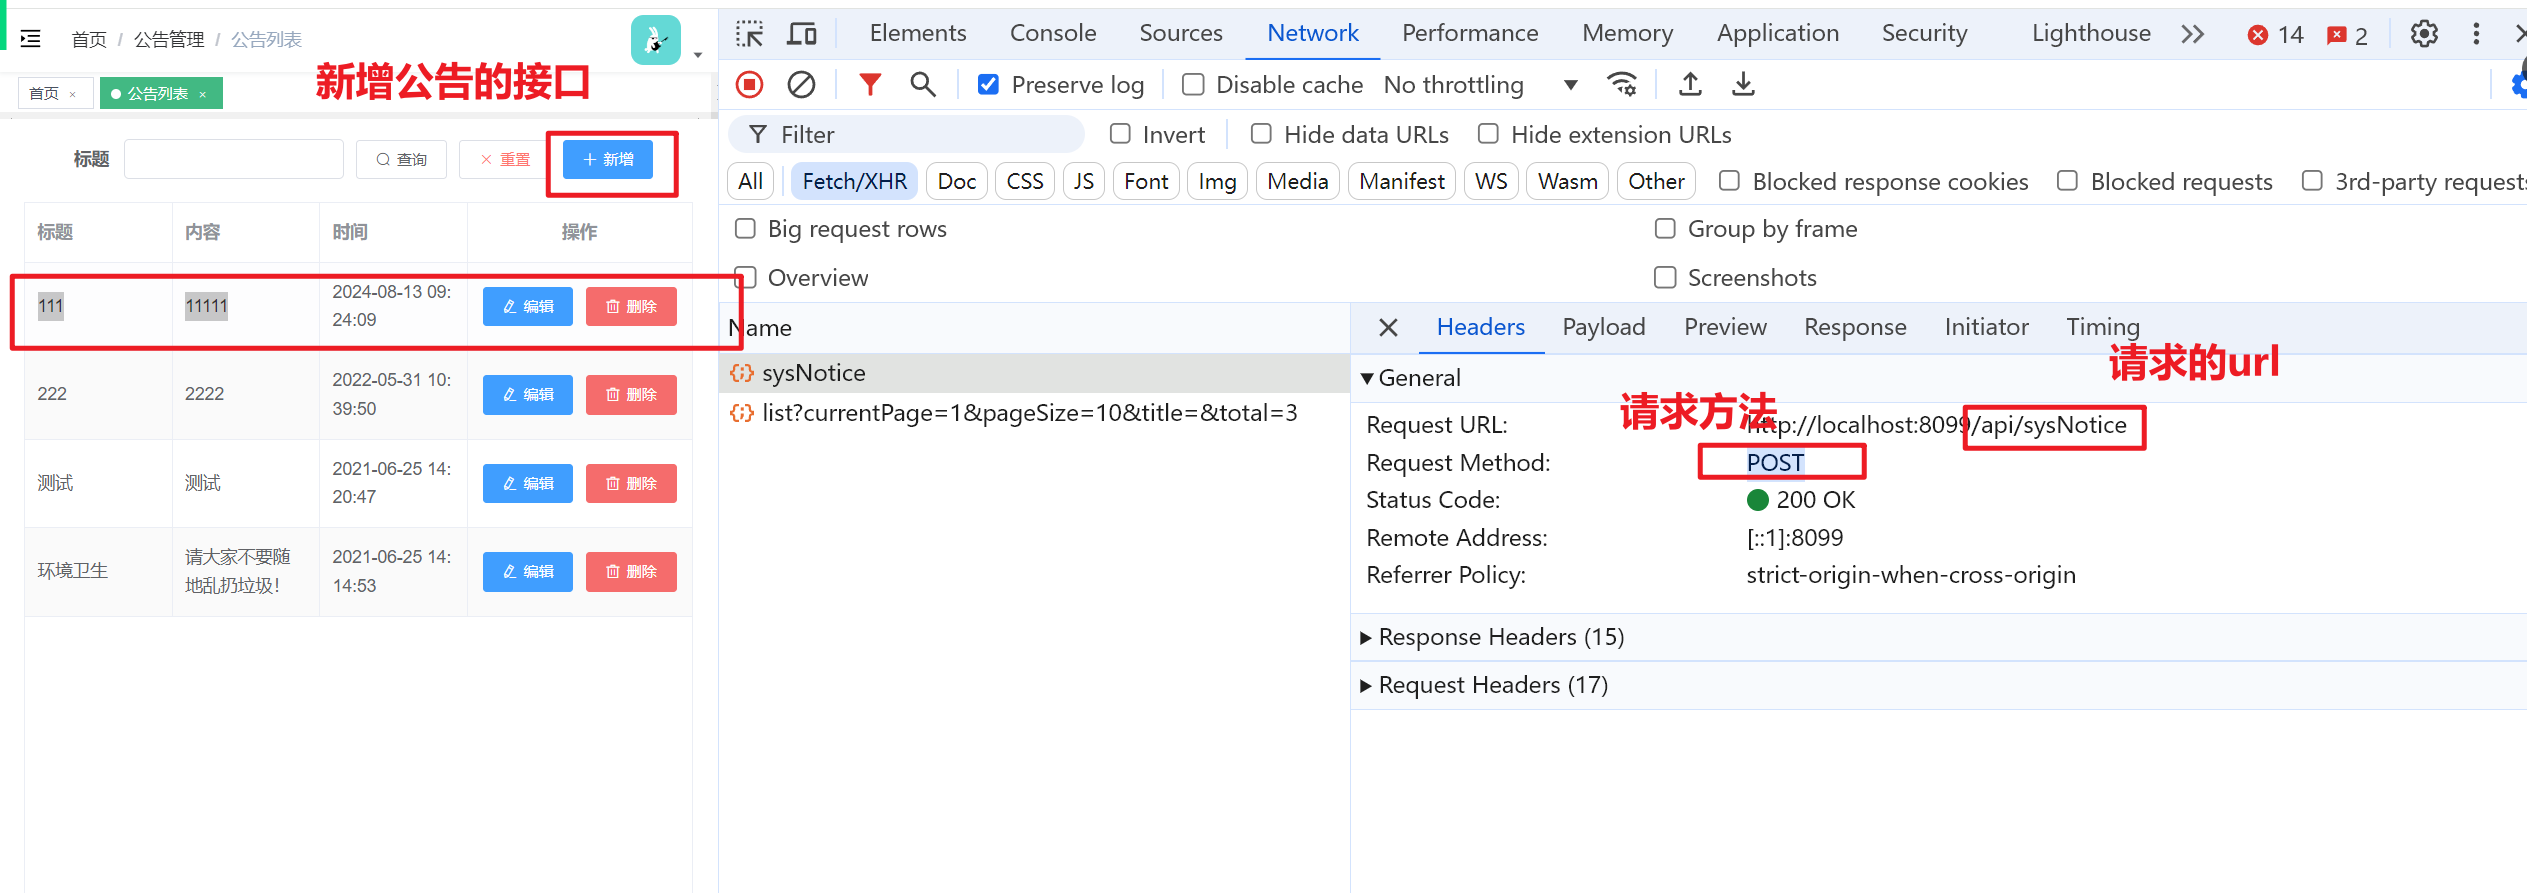 首页 / 公告管理 / 公告列表
首页 ×
公告列表 ×
新增公告的接口
标题
查询
× 重置
+ 新增
标题 内容 时间 操作
111 11111 2024-08-13 09:
24:09
编辑 删除
222 2222 2022-05-31 10:
39:50
编辑 删除
测试 测试 2021-06-25 14:
20:47
编辑 删除
环境卫生 请大家不要随
地乱扔垃圾！
2021-06-25 14:
14:53
编辑 删除
Elements Console Sources Network Performance Memory Application Security Lighthouse 14 2
Preserve log Disable cache No throttling
Filter Invert Hide data URLs Hide extension URLs
All Fetch/XHR Doc CSS JS Font Img Media Manifest WS Wasm Other Blocked response cookies Blocked requests 3rd-party requests
Big request rows Group by frame
Overview Screenshots
Name
sysNotice
list?currentPage=1&pageSize=10&title=&total=3
Headers Payload Preview Response Initiator Timing
请求的url
General
请求方法
Request URL: http://localhost:8099/api/sysNotice
Request Method: POST
Status Code: 200 OK
Remote Address: [::1]:8099
Referrer Policy: strict-origin-when-cross-origin
Response Headers (15)
Request Headers (17)